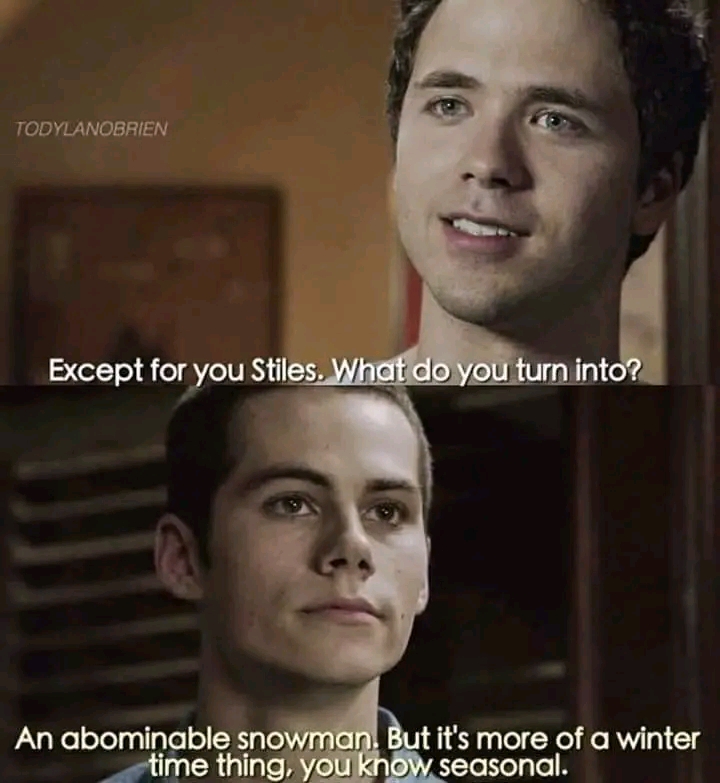 TODYLANOBRIEN
Except for you Stiles. What do you turn into?
An abominable snowman. But it's more of a winter
time thing, you know seasonal.